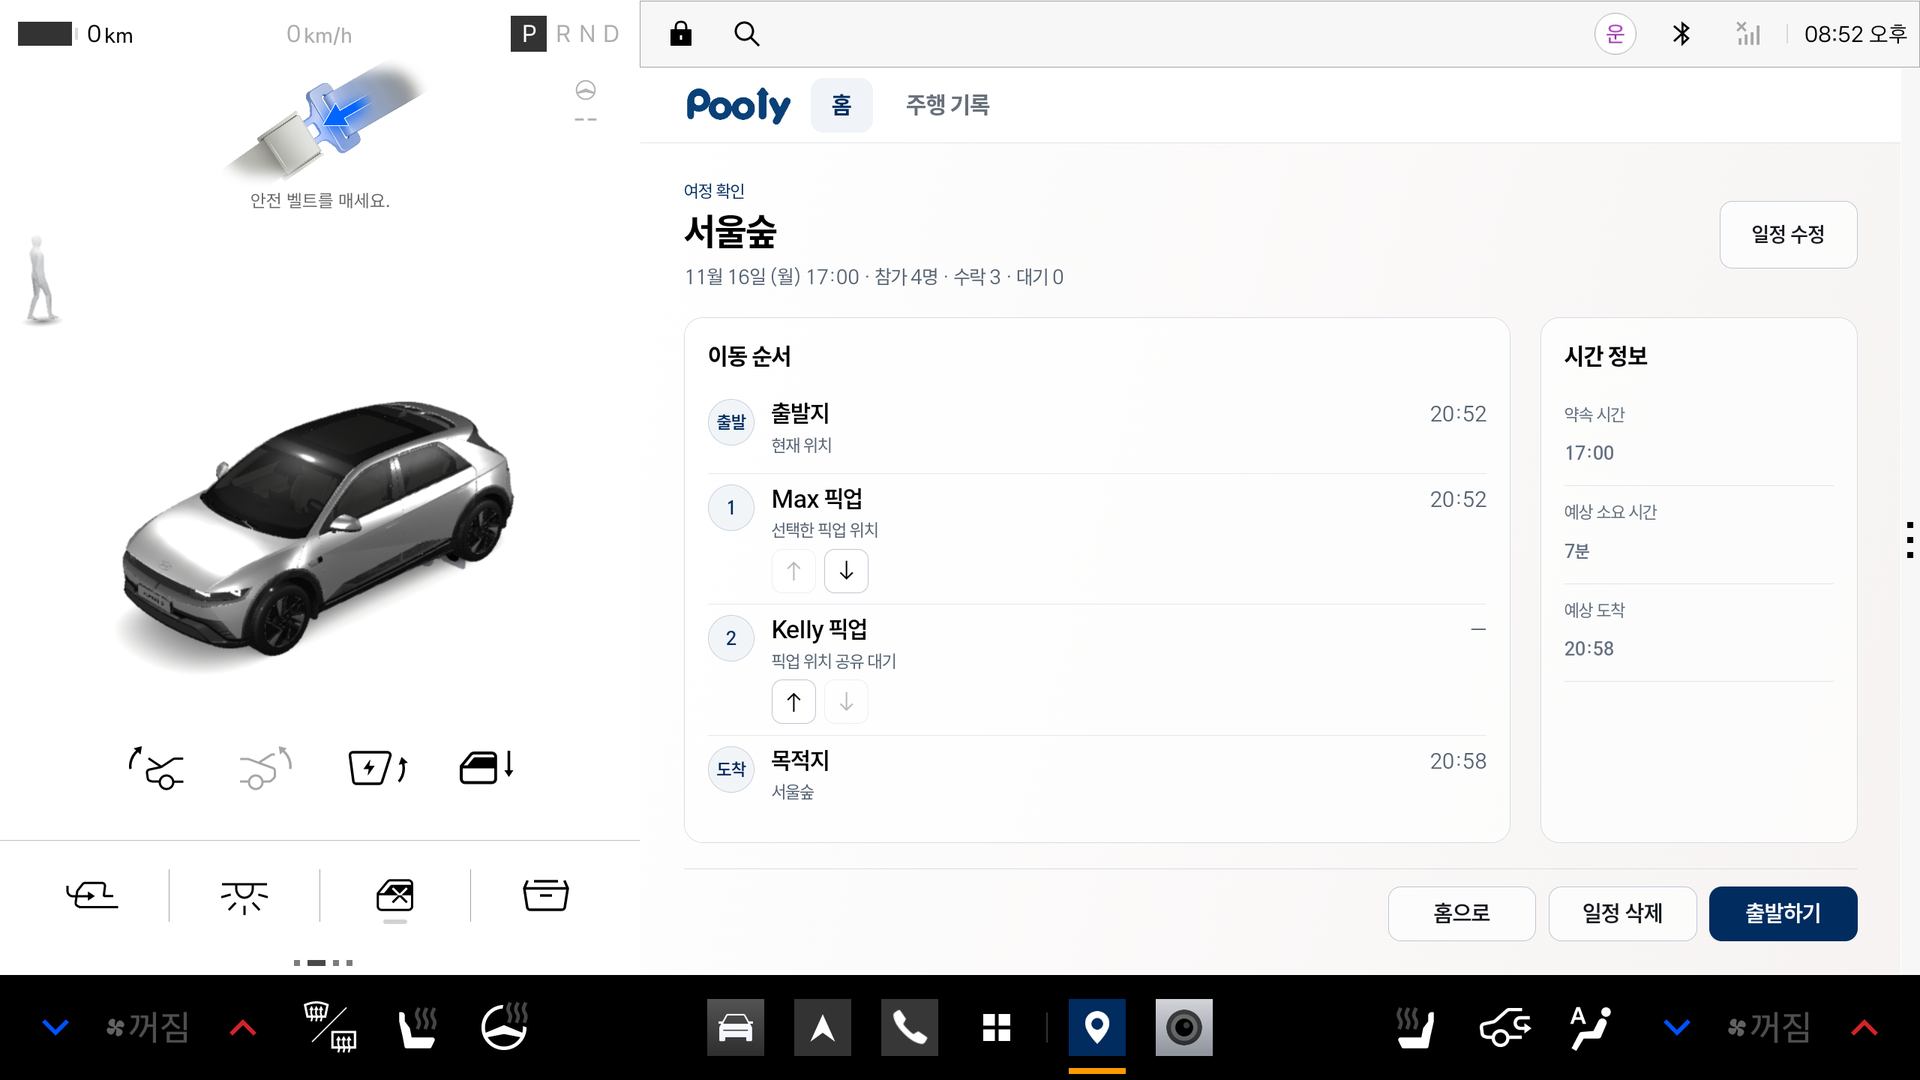 0 km
0 km/h
P R N D
안전 벨트를 매세요.
--
운
08:52 오후
Pooly
홈
주행 기록
여정 확인
서울숲
11월 16일 (월) 17:00 · 참가 4명 · 수락 3 · 대기 0
일정 수정
이동 순서
출발
출발지
20:52
현재 위치
1
Max 픽업
20:52
선택한 픽업 위치
2
Kelly 픽업
—
픽업 위치 공유 대기
도착
목적지
20:58
서울숲
시간 정보
약속 시간
17:00
예상 소요 시간
7분
예상 도착
20:58
홈으로
일정 삭제
출발하기
꺼짐
A
꺼짐